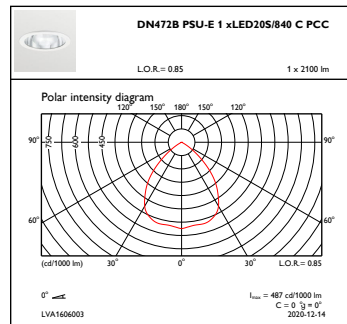 DN472B PSU-E 1 xLED20S/840 C PCC
L.O.R.= 0.85 1 x 2100 lm
Polar intensity diagram
120° 150° 180° 150° 120°
90° 750 600 450 90°
60° 60°
(cd/1000 lm) 30° 0° 30° L.O.R.= 0.85
0°
Imax = 487 cd/1000 lm
C = 0 °g = 0°
LVA1606003 2020-12-14